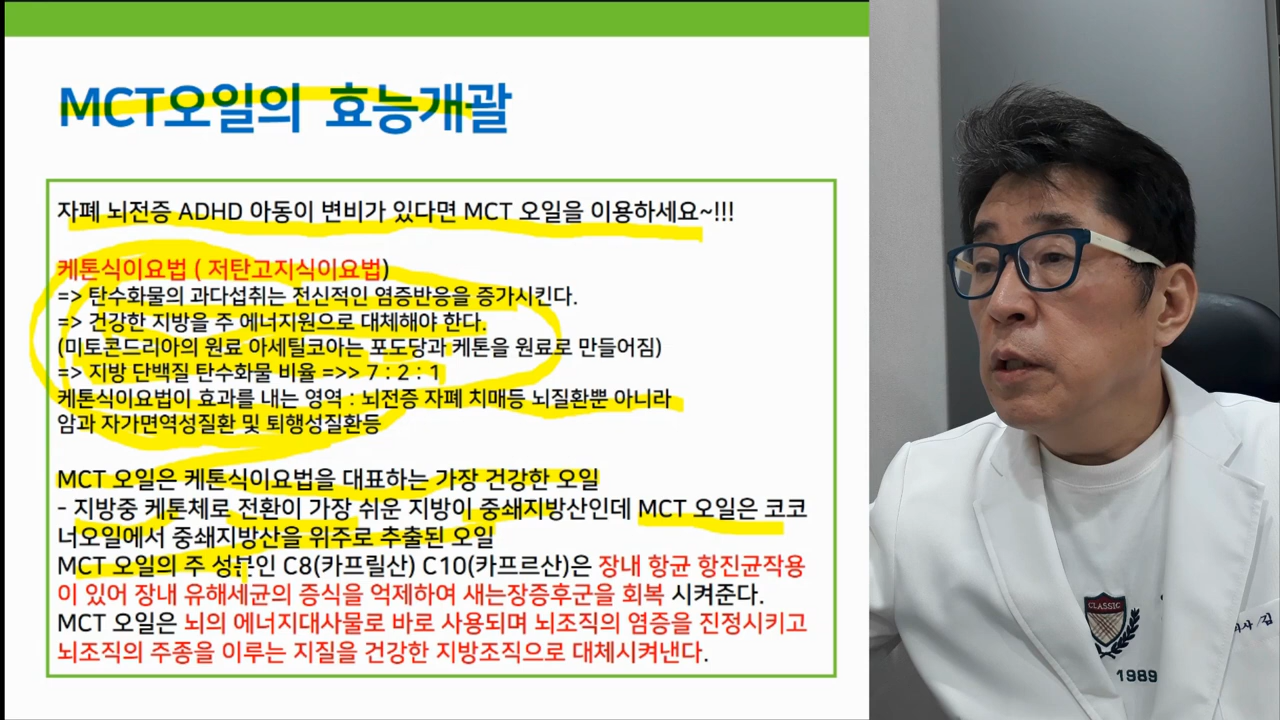 MCT오일의 효능개괄
자폐 뇌전증 ADHD 아동이 변비가 있다면 MCT 오일을 이용하세요~!!!
케톤식이요법 ( 저탄고지식이요법)
=> 탄수화물의 과다섭취는 전신적인 염증반응을 증가시킨다.
=> 건강한 지방을 주 에너지원으로 대체해야 한다.
(미토콘드리아의 원료 아세틸코아는 포도당과 케톤을 원료로 만들어짐)
=> 지방 단백질 탄수화물 비율 =>> 7 : 2 : 1
케톤식이요법이 효과를 내는 영역 : 뇌전증 자폐 치매등 뇌질환뿐 아니라
암과 자가면역성질환 및 퇴행성질환등
MCT 오일은 케톤식이요법을 대표하는 가장 건강한 오일
- 지방중 케톤체로 전환이 가장 쉬운 지방이 중쇄지방산인데 MCT 오일은 코코
너오일에서 중쇄지방산을 위주로 추출된 오일
MCT 오일의 주 성분인 C8(카프릴산) C10(카프르산)은 장내 항균 항진균작용
이 있어 장내 유해세균의 증식을 억제하여 새는장증후군을 회복 시켜준다.
MCT 오일은 뇌의 에너지대사물로 바로 사용되며 뇌조직의 염증을 진정시키고
뇌조직의 주종을 이루는 지질을 건강한 지방조직으로 대체시켜낸다.
CLASSIC
1989